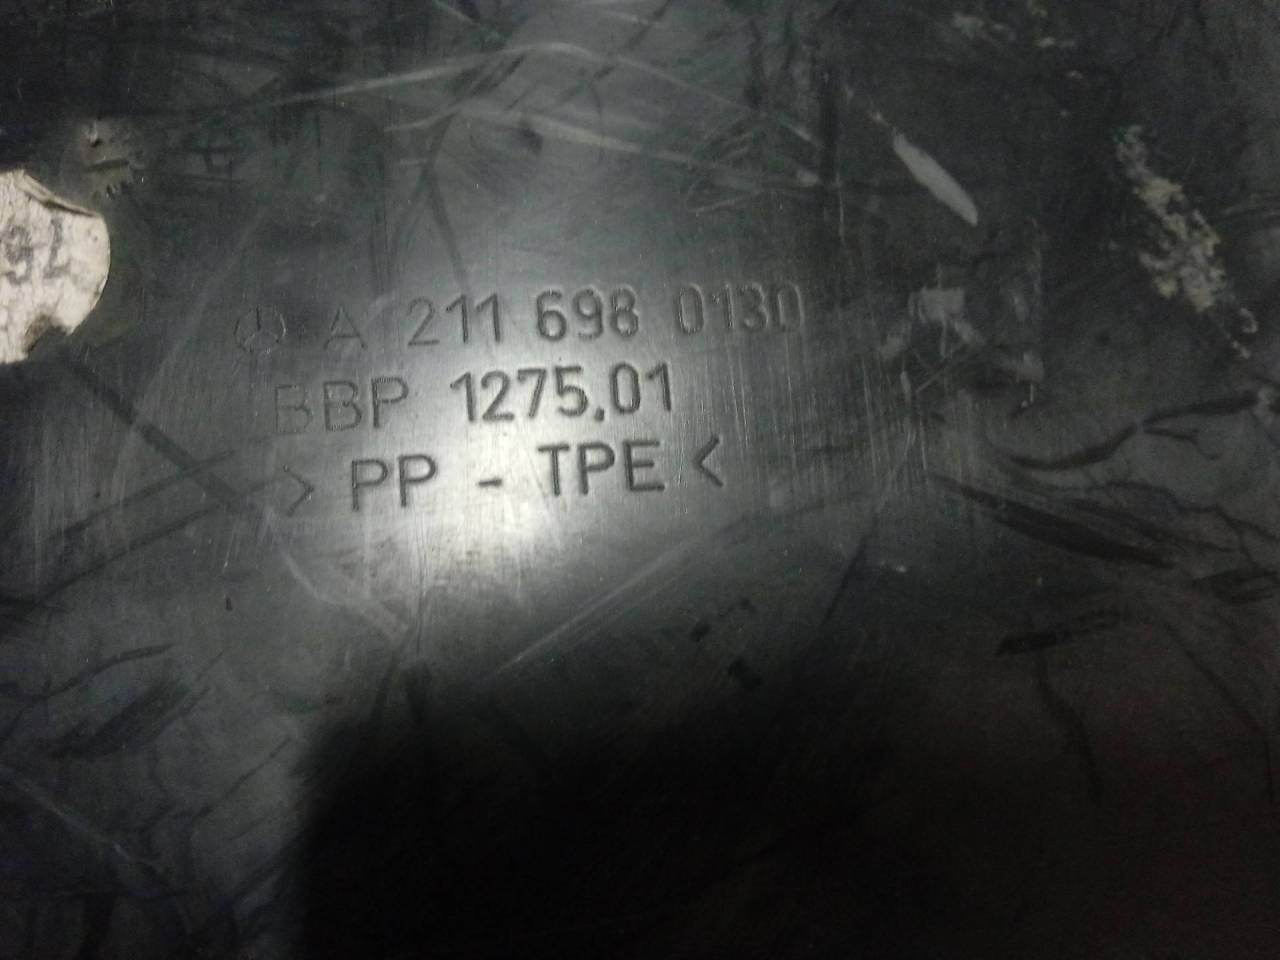 A 211 698 0130
BBP 1275.01
> PP - TPE <